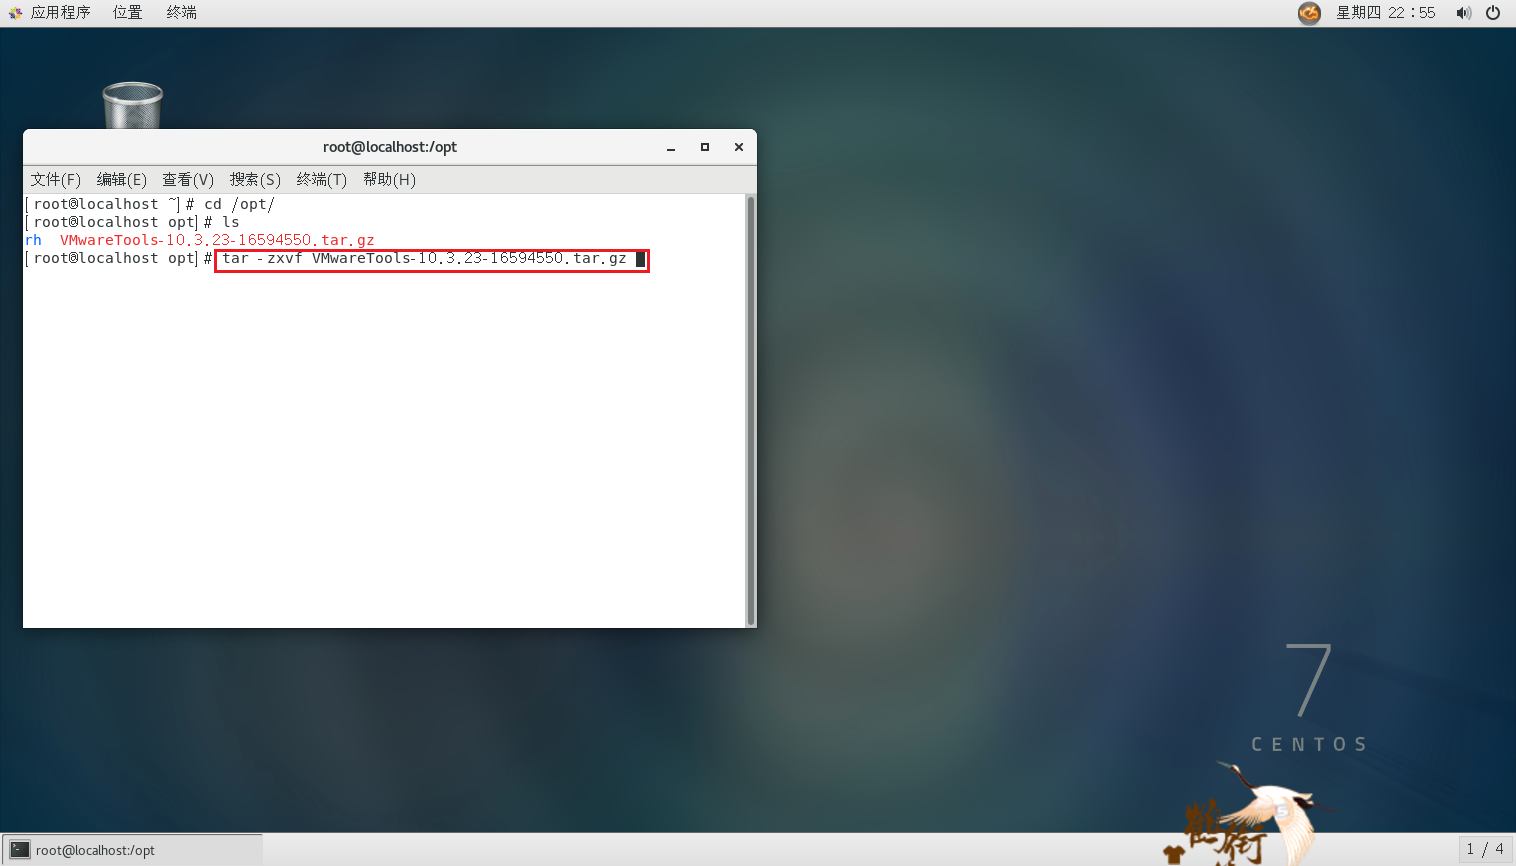 应用程序 位置 终端 星期四 22：55
root@localhost:/opt
文件(F) 编辑(E) 查看(V) 搜索(S) 终端(T) 帮助(H)
[root@localhost ~]# cd /opt/
[root@localhost opt]# ls
rh VMwareTools-10.3.23-16594550.tar.gz
[root@localhost opt]# tar -zxvf VMwareTools-10.3.23-16594550.tar.gz
7
CENTOS
root@localhost:/opt
1 / 4